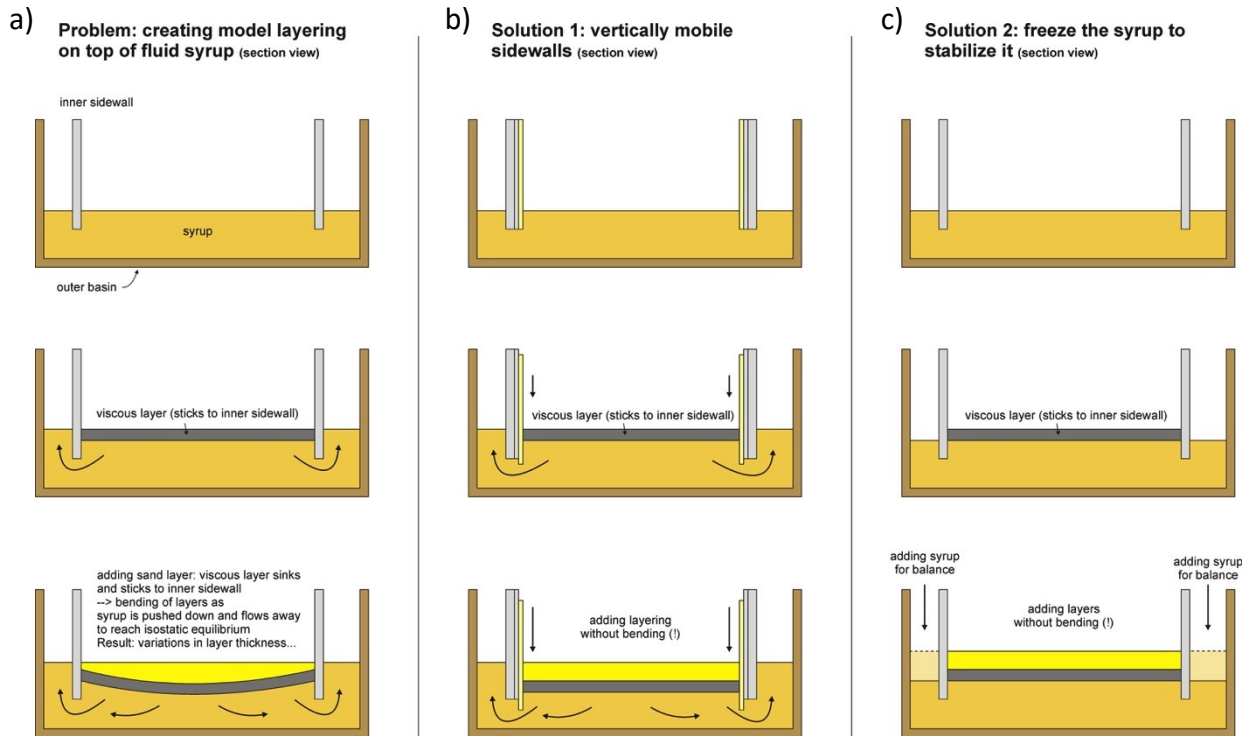 a)
Problem: creating model layering
on top of fluid syrup (section view)
inner sidewall
syrup
outer basin
viscous layer (sticks to inner sidewall)
adding sand layer: viscous layer sinks
and sticks to inner sidewall
--> bending of layers as
syrup is pushed down and flows away
to reach isostatic equilibrium
Result: variations in layer thickness...
b)
Solution 1: vertically mobile
sidewalls (section view)
viscous layer (sticks to inner sidewall)
adding layering
without bending (!)
c)
Solution 2: freeze the syrup to
stabilize it (section view)
viscous layer (sticks to inner sidewall)
adding syrup
for balance
adding layers
without bending (!)
adding syrup
for balance